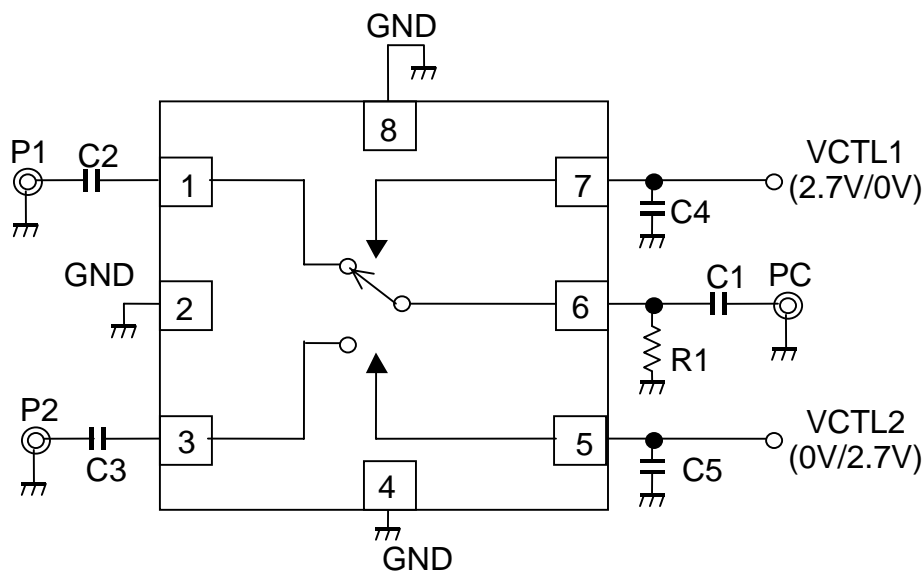 GND
8
P1
C2
1
7
VCTL1
(2.7V/0V)
C4
GND
2
6
C1
PC
R1
P2
C3
3
5
VCTL2
(0V/2.7V)
C5
4
GND